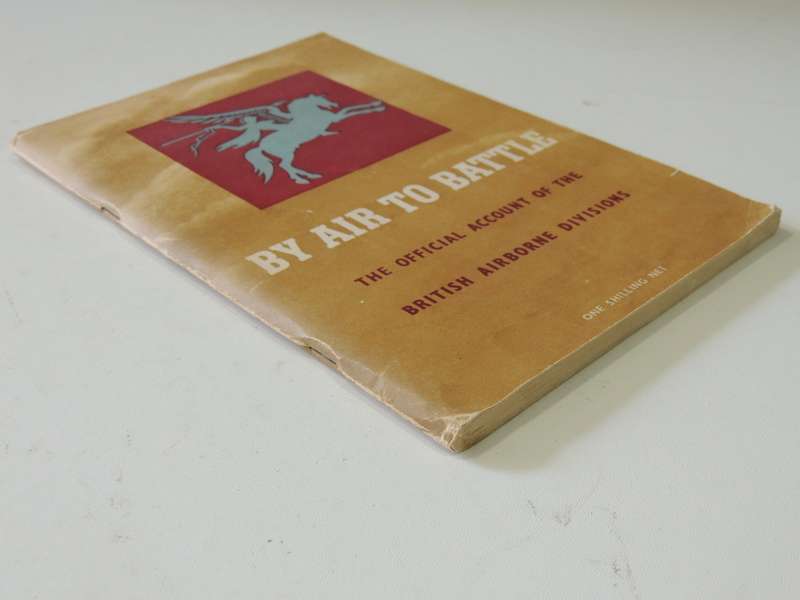 BY AIR TO BATTLE
THE OFFICIAL ACCOUNT OF THE
BRITISH AIRBORNE DIVISIONS
ONE SHILLING NET